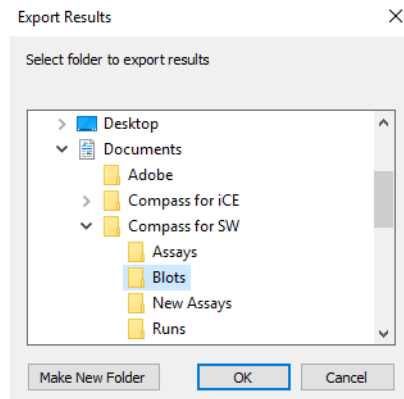 Export Results
Select folder to export results
Desktop
Documents
Adobe
Compass for iCE
Compass for SW
Assays
Blots
New Assays
Runs
Make New Folder OK Cancel